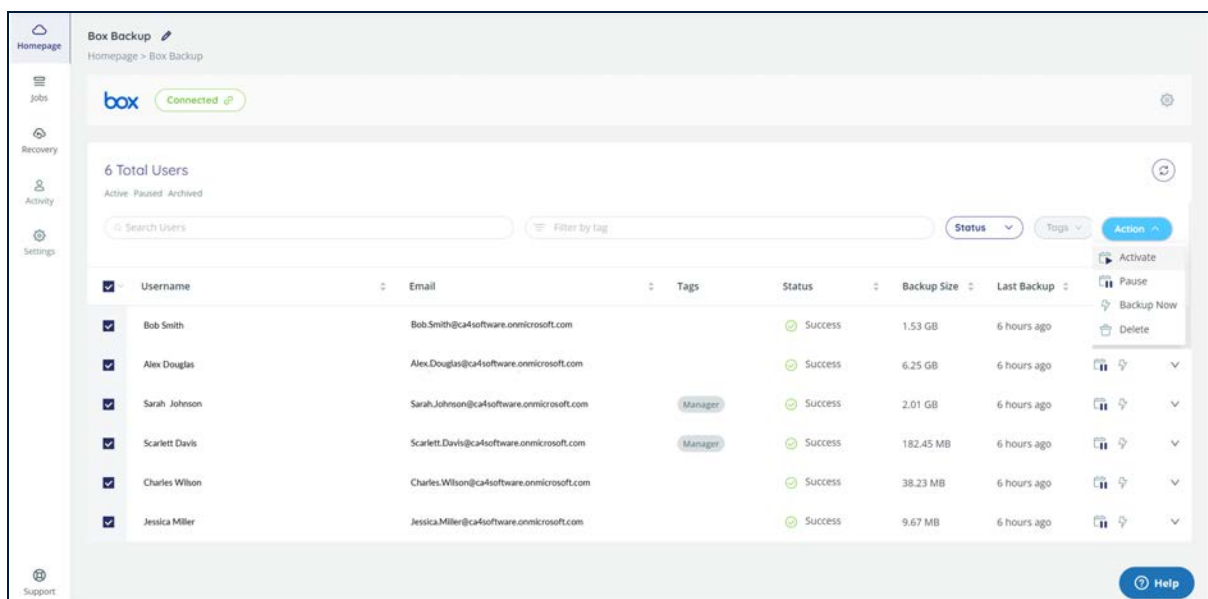 Homepage
Jobs
Recovery
Activity
Settings
Support
Box Backup
Homepage > Box Backup
box Connected
6 Total Users
Active Paused Archived
Search Users Filter by tag Status Tags Action
Activate
Pause
Backup Now
Delete
Username Email Tags Status Backup Size Last Backup
Bob Smith Bob.Smith@ca4software.onmicrosoft.com Success 1.53 GB 6 hours ago
Alex Douglas Alex.Douglas@ca4software.onmicrosoft.com Success 6.25 GB 6 hours ago
Sarah Johnson Sarah.Johnson@ca4software.onmicrosoft.com Manager Success 2.01 GB 6 hours ago
Scarlett Davis Scarlett.Davis@ca4software.onmicrosoft.com Manager Success 182.45 MB 6 hours ago
Charles Wilson Charles.Wilson@ca4software.onmicrosoft.com Success 38.23 MB 6 hours ago
Jessica Miller Jessica.Miller@ca4software.onmicrosoft.com Success 9.67 MB 6 hours ago
Help